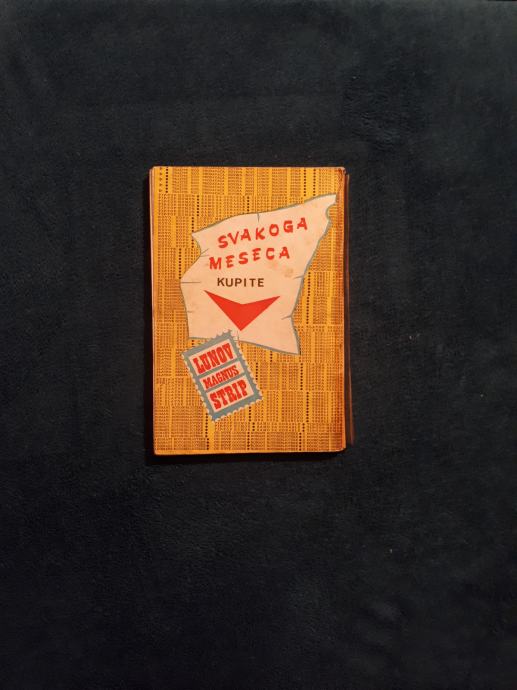 SVAKOGA
MESECA
KUPITE
LUNOV
MAGNUS
STRIP